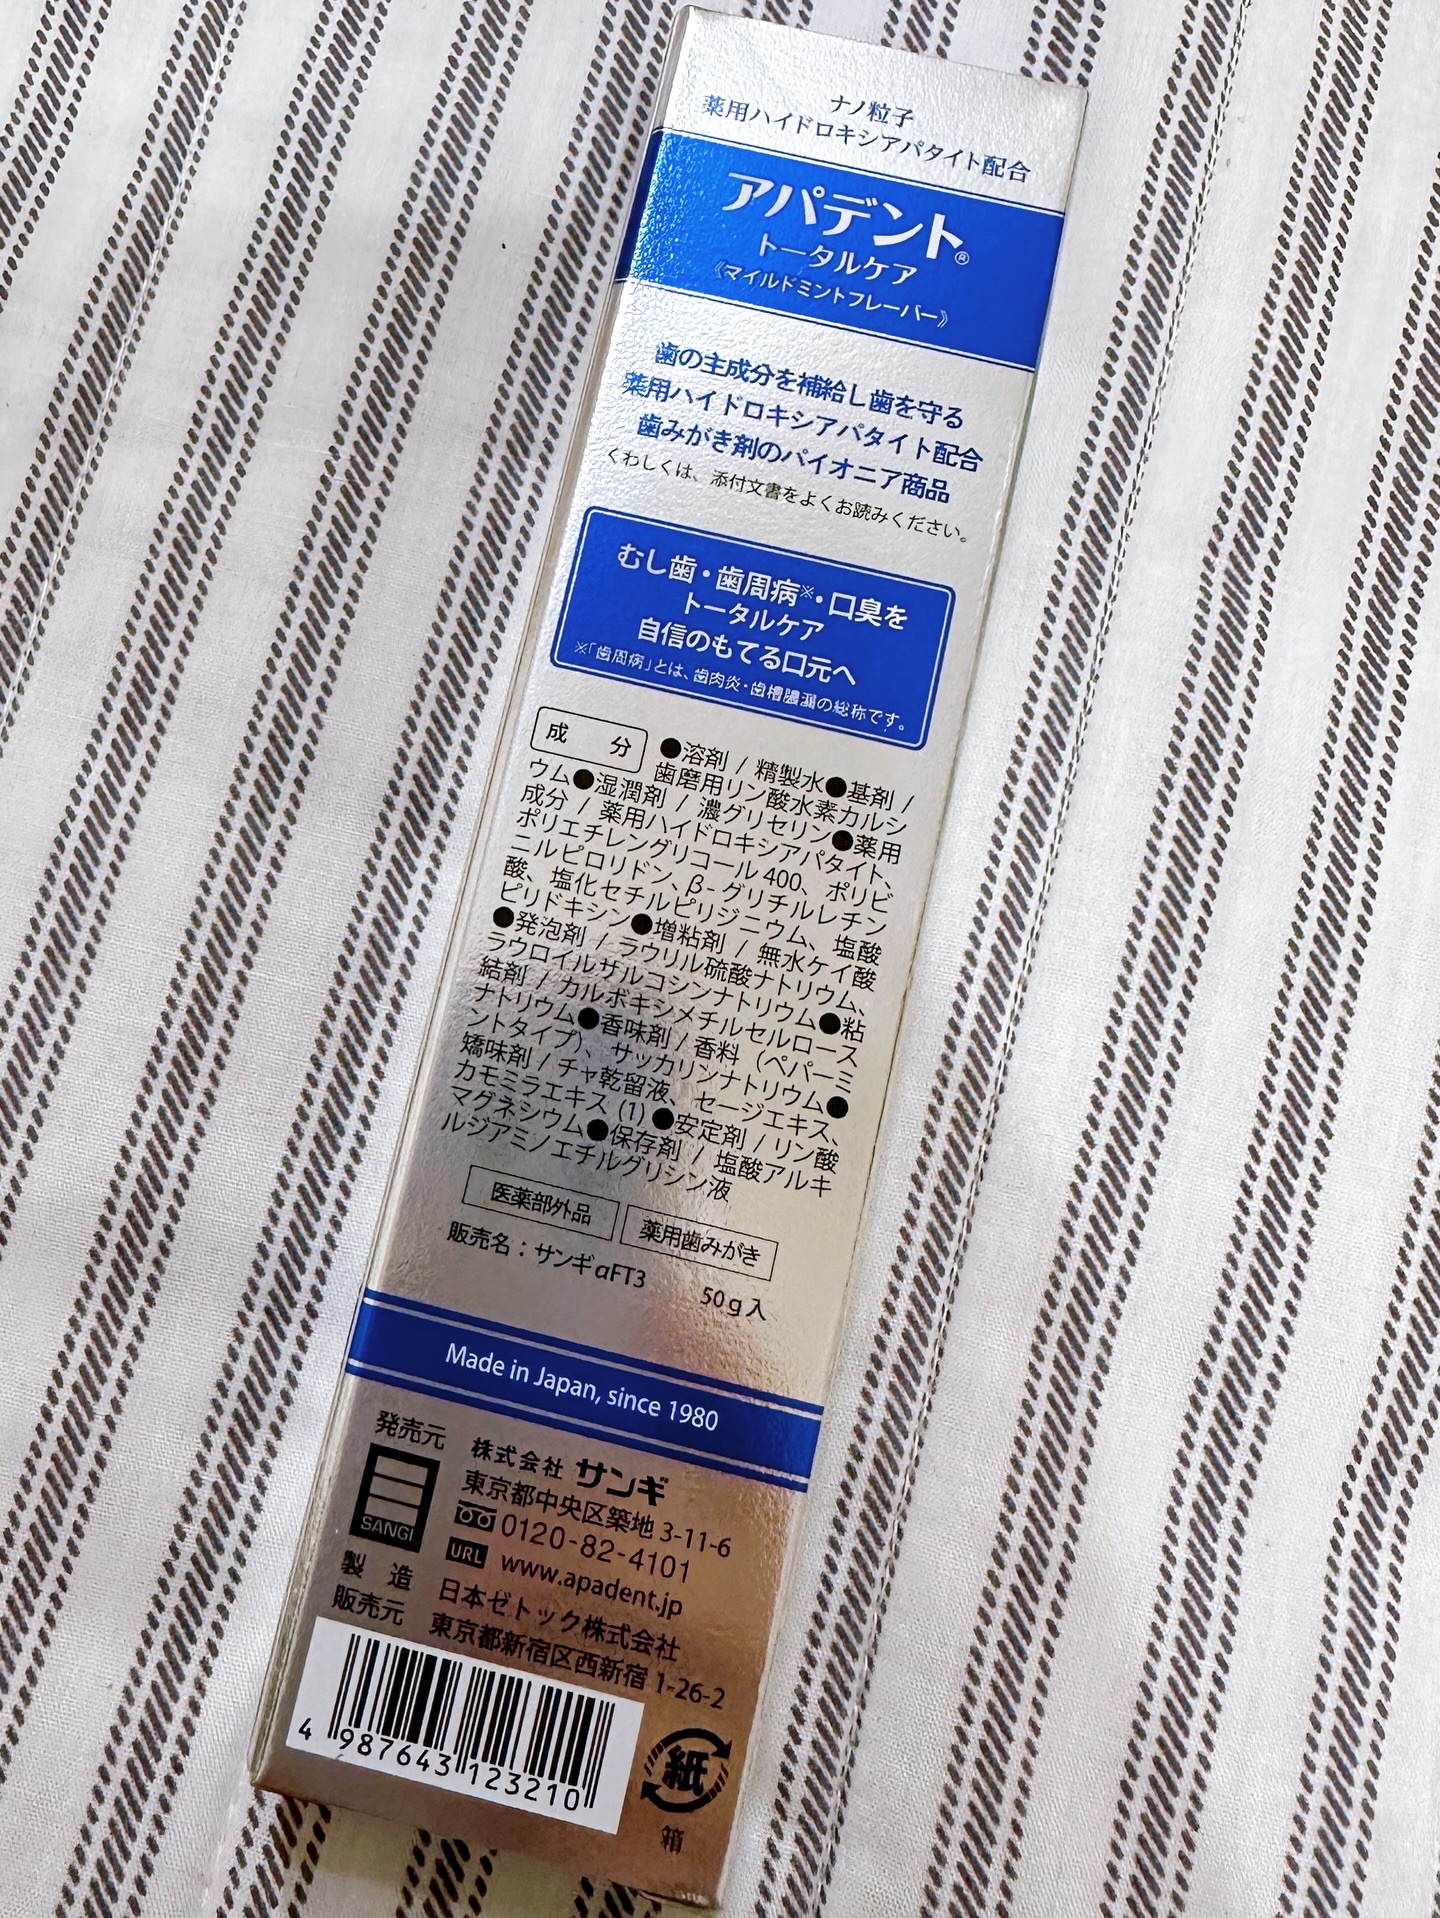 ナノ粒子
薬用ハイドロキシアパタイト配合
アパデント®
トータルケア
《マイルドミントフレーバー》
歯の主成分を補給し歯を守る
薬用ハイドロキシアパタイト配合
歯みがき剤のパイオニア商品
くわしくは、添付文書をよくお読みください。
むし歯・歯周病※・口臭を
トータルケア
自信のもてる口元へ
※「歯周病」とは、歯肉炎・歯槽膿漏の総称です。
成 分 ●溶剤 / 精製水●基剤 /
歯磨用リン酸水素カルシ
ウム●湿潤剤 / 濃グリセリン●薬用
成分 / 薬用ハイドロキシアパタイト、
ポリエチレングリコール 400、ポリビ
ニルピロリドン、β-グリチルレチン
酸、塩化セチルピリジニウム、塩酸
ピリドキシン●増粘剤 / 無水ケイ酸
●発泡剤 / ラウリル硫酸ナトリウム、
ラウロイルサルコシンナトリウム●粘
結剤 / カルボキシメチルセルロース
ナトリウム●香味剤 / 香料（ペパーミ
ントタイプ）、サッカリンナトリウム●
矯味剤 / チャ乾留液、セージエキス、
カモミラエキス (1) ●安定剤 / リン酸
マグネシウム●保存剤 / 塩酸アルキ
ルジアミノエチルグリシン液
医薬部外品 薬用歯みがき
販売名：サンギ αFT3
50g入
Made in Japan, since 1980
発売元 株式会社 サンギ
東京都中央区築地 3-11-6
SANGI 0120-82-4101
URL www.apadent.jp
製 造 日本ゼトック株式会社
販売元 東京都新宿区西新宿 1-26-2
4 987643 123210
紙
箱